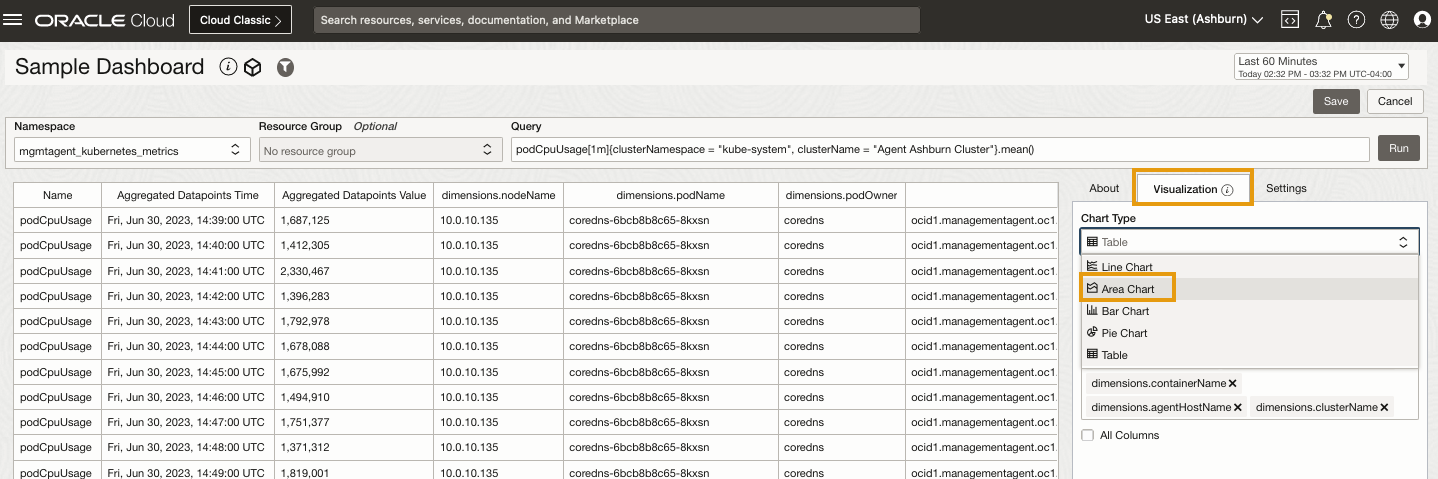 ORACLE Cloud Cloud Classic Search resources, services, documentation, and Marketplace US East (Ashburn)
Sample Dashboard
Last 60 Minutes
Today 02:32 PM - 03:32 PM UTC-04:00
Save Cancel
Namespace Resource Group Optional Query
mgmtagent_kubernetes_metrics No resource group podCpuUsage[1m]{clusterNamespace = "kube-system", clusterName = "Agent Ashburn Cluster"}.mean() Run
Name Aggregated Datapoints Time Aggregated Datapoints Value dimensions.nodeName dimensions.podName dimensions.podOwner
podCpuUsage Fri, Jun 30, 2023, 14:39:00 UTC 1,687,125 10.0.10.135 coredns-6bcb8b8c65-8kxsn coredns ocid1.managementagent.oc1.
podCpuUsage Fri, Jun 30, 2023, 14:40:00 UTC 1,412,305 10.0.10.135 coredns-6bcb8b8c65-8kxsn coredns ocid1.managementagent.oc1.
podCpuUsage Fri, Jun 30, 2023, 14:41:00 UTC 2,330,467 10.0.10.135 coredns-6bcb8b8c65-8kxsn coredns ocid1.managementagent.oc1.
podCpuUsage Fri, Jun 30, 2023, 14:42:00 UTC 1,396,283 10.0.10.135 coredns-6bcb8b8c65-8kxsn coredns ocid1.managementagent.oc1.
podCpuUsage Fri, Jun 30, 2023, 14:43:00 UTC 1,792,978 10.0.10.135 coredns-6bcb8b8c65-8kxsn coredns ocid1.managementagent.oc1.
podCpuUsage Fri, Jun 30, 2023, 14:44:00 UTC 1,678,088 10.0.10.135 coredns-6bcb8b8c65-8kxsn coredns ocid1.managementagent.oc1.
podCpuUsage Fri, Jun 30, 2023, 14:45:00 UTC 1,675,992 10.0.10.135 coredns-6bcb8b8c65-8kxsn coredns ocid1.managementagent.oc1.
podCpuUsage Fri, Jun 30, 2023, 14:46:00 UTC 1,494,910 10.0.10.135 coredns-6bcb8b8c65-8kxsn coredns ocid1.managementagent.oc1.
podCpuUsage Fri, Jun 30, 2023, 14:47:00 UTC 1,751,377 10.0.10.135 coredns-6bcb8b8c65-8kxsn coredns ocid1.managementagent.oc1.
podCpuUsage Fri, Jun 30, 2023, 14:48:00 UTC 1,371,312 10.0.10.135 coredns-6bcb8b8c65-8kxsn coredns ocid1.managementagent.oc1.
podCpuUsage Fri, Jun 30, 2023, 14:49:00 UTC 1,819,001 10.0.10.135 coredns-6bcb8b8c65-8kxsn coredns ocid1.managementagent.oc1.
About Visualization Settings
Chart Type
Table
Line Chart
Area Chart
Bar Chart
Pie Chart
Table
dimensions.containerName
dimensions.agentHostName dimensions.clusterName
All Columns